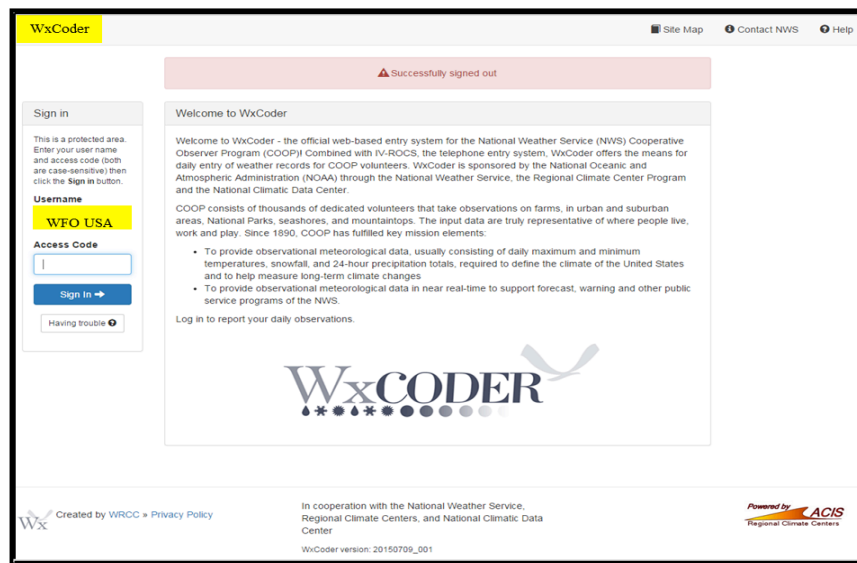 WxCoder
Site Map
Contact NWS
Help
Successfully signed out
Sign in
This is a protected area.
Enter your user name
and access code (both
are case-sensitive) then
click the Sign in button.
Username
WFO USA
Access Code
Sign In
Having trouble
Welcome to WxCoder
Welcome to WxCoder - the official web-based entry system for the National Weather Service (NWS) Cooperative
Observer Program (COOP)! Combined with IV-ROCS, the telephone entry system, WxCoder offers the means for
daily entry of weather records for COOP volunteers. WxCoder is sponsored by the National Oceanic and
Atmospheric Administration (NOAA) through the National Weather Service, the Regional Climate Center Program
and the National Climatic Data Center.
COOP consists of thousands of dedicated volunteers that take observations on farms, in urban and suburban
areas, National Parks, seashores, and mountaintops. The input data are truly representative of where people live,
work and play. Since 1890, COOP has fulfilled key mission elements:
• To provide observational meteorological data, usually consisting of daily maximum and minimum
temperatures, snowfall, and 24-hour precipitation totals, required to define the climate of the United States
and to help measure long-term climate changes
• To provide observational meteorological data in near real-time to support forecast, warning and other public
service programs of the NWS.
Log in to report your daily observations.
WxCODER
Wx
Created by WRCC » Privacy Policy
In cooperation with the National Weather Service,
Regional Climate Centers, and National Climatic Data
Center
WxCoder version: 20150709_001
Powered by
ACIS
Regional Climate Centers